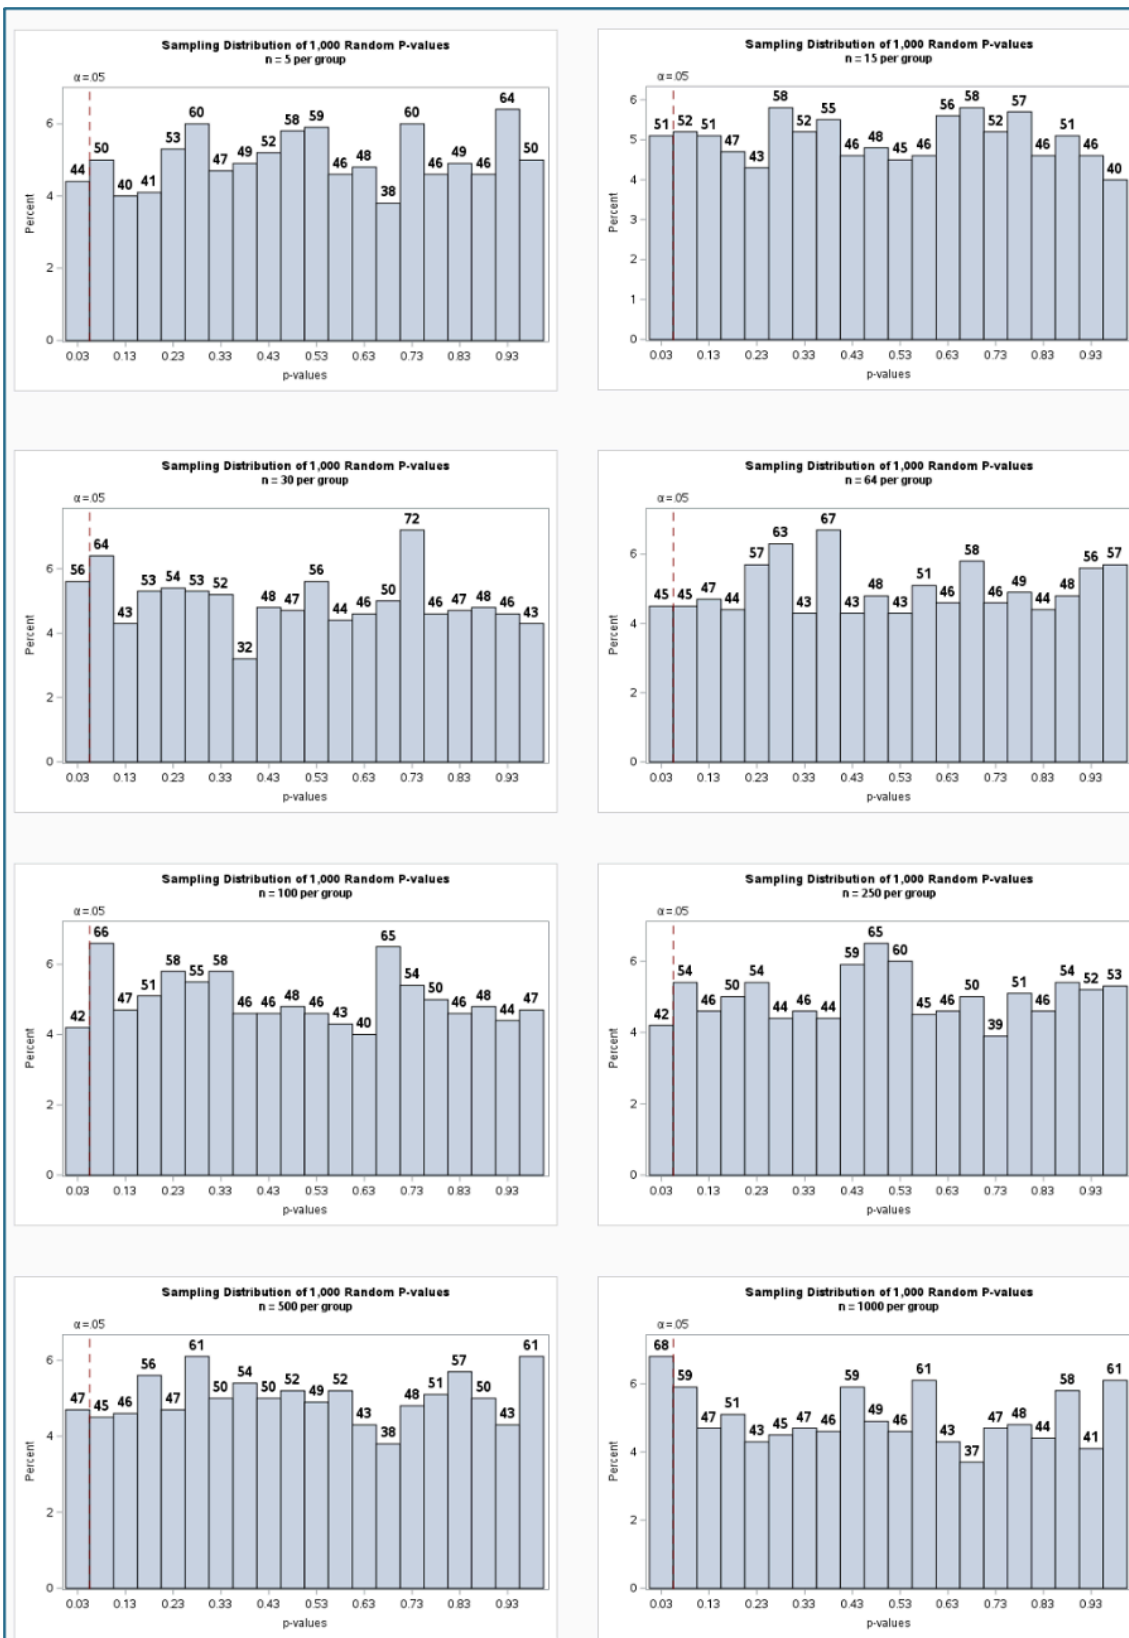 Sampling Distribution of 1,000 Random P-values
n = 5 per group
α=.05
Percent
6
4
2
0
44 50 40 41 53 60 47 49 52 58 59 46 48 38 60 46 49 46 64 50
0.03 0.13 0.23 0.33 0.43 0.53 0.63 0.73 0.83 0.93
p-values
Sampling Distribution of 1,000 Random P-values
n = 15 per group
α=.05
Percent
6
5
4
3
2
1
0
51 52 51 47 43 58 52 55 46 48 45 46 56 58 52 57 46 51 46 40
0.03 0.13 0.23 0.33 0.43 0.53 0.63 0.73 0.83 0.93
p-values
Sampling Distribution of 1,000 Random P-values
n = 30 per group
α=.05
Percent
6
4
2
0
56 64 43 53 54 53 52 32 48 47 56 44 46 50 72 46 47 48 46 43
0.03 0.13 0.23 0.33 0.43 0.53 0.63 0.73 0.83 0.93
p-values
Sampling Distribution of 1,000 Random P-values
n = 64 per group
α=.05
Percent
6
4
2
0
45 45 47 44 57 63 43 67 43 48 43 51 46 58 46 49 44 48 56 57
0.03 0.13 0.23 0.33 0.43 0.53 0.63 0.73 0.83 0.93
p-values
Sampling Distribution of 1,000 Random P-values
n = 100 per group
α=.05
Percent
6
4
2
0
42 66 47 51 58 55 58 46 46 48 46 43 40 65 54 50 46 48 44 47
0.03 0.13 0.23 0.33 0.43 0.53 0.63 0.73 0.83 0.93
p-values
Sampling Distribution of 1,000 Random P-values
n = 250 per group
α=.05
Percent
6
4
2
0
42 54 46 50 54 44 46 44 59 65 60 45 46 50 39 51 46 54 52 53
0.03 0.13 0.23 0.33 0.43 0.53 0.63 0.73 0.83 0.93
p-values
Sampling Distribution of 1,000 Random P-values
n = 500 per group
α=.05
Percent
6
4
2
0
47 45 46 56 47 61 50 54 50 52 49 52 43 38 48 51 57 50 43 61
0.03 0.13 0.23 0.33 0.43 0.53 0.63 0.73 0.83 0.93
p-values
Sampling Distribution of 1,000 Random P-values
n = 1000 per group
α=.05
Percent
6
4
2
0
68 59 47 51 43 45 47 46 59 49 46 61 43 37 47 48 44 58 41 61
0.03 0.13 0.23 0.33 0.43 0.53 0.63 0.73 0.83 0.93
p-values